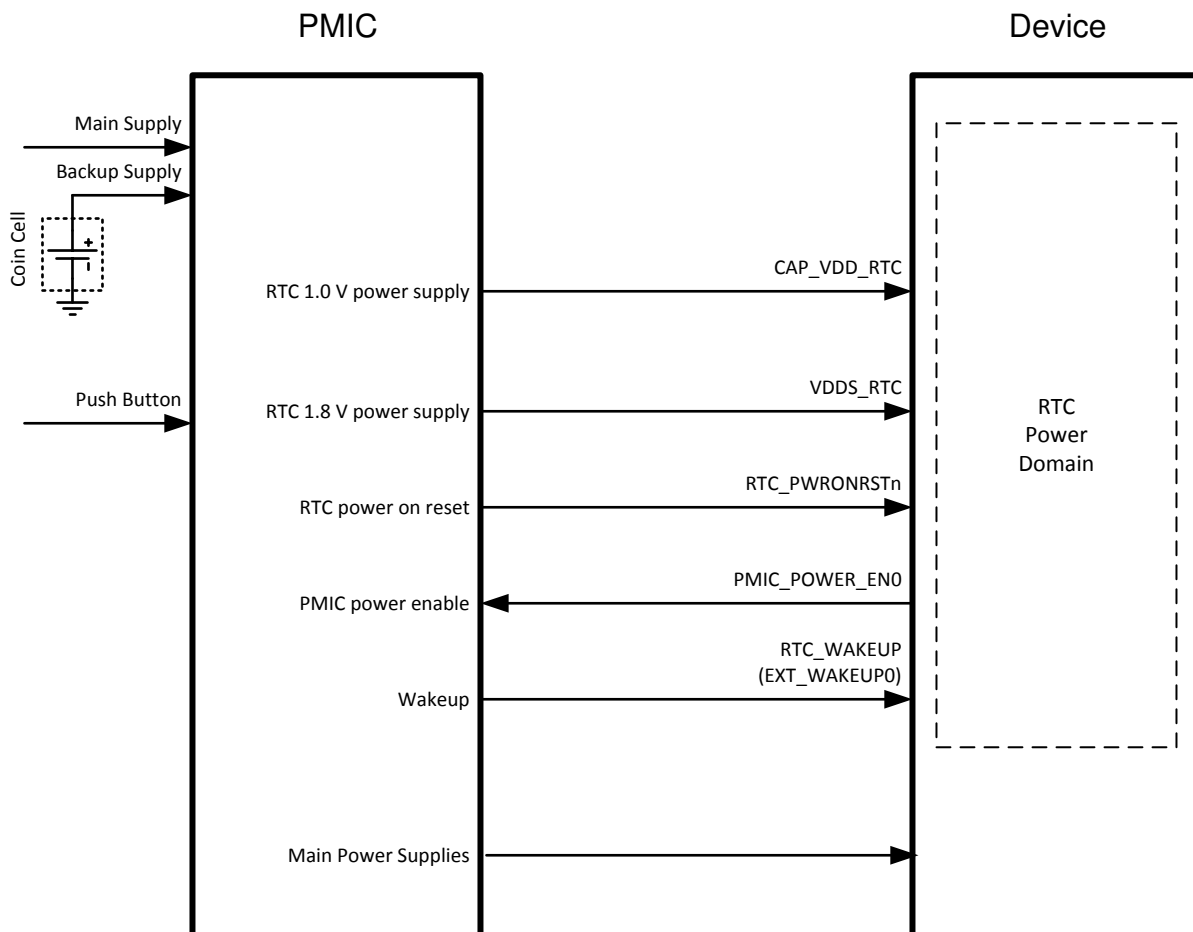 PMIC
Device
Main Supply
Backup Supply
Coin Cell
+
CAP_VDD_RTC
RTC 1.0 V power supply
Push Button
VDDS_RTC
RTC 1.8 V power supply
RTC
Power
Domain
RTC_PWRONRSTn
RTC power on reset
PMIC_POWER_EN0
PMIC power enable
RTC_WAKEUP
(EXT_WAKEUP0)
Wakeup
Main Power Supplies